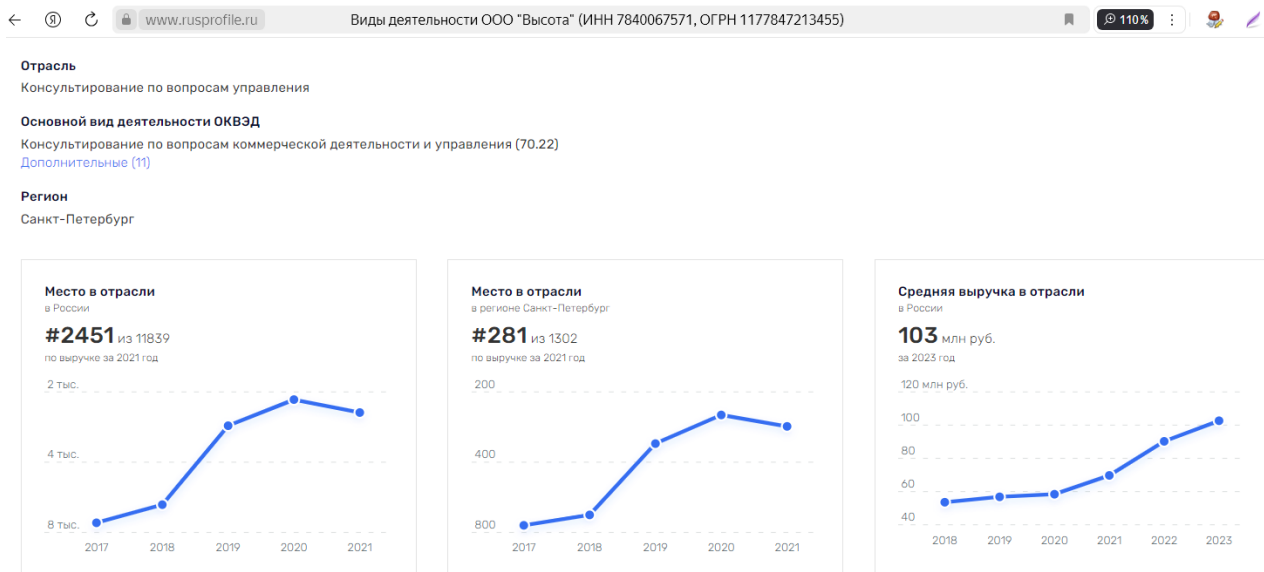 www.rusprofile.ru Виды деятельности ООО "Высота" (ИНН 7840067571, ОГРН 1177847213455) 110%
Отрасль
Консультирование по вопросам управления
Основной вид деятельности ОКВЭД
Консультирование по вопросам коммерческой деятельности и управления (70.22)
Дополнительные (11)
Регион
Санкт-Петербург
Место в отрасли
в России
#2451 из 11839
по выручке за 2021 год
2 тыс.
4 тыс.
8 тыс.
2017 2018 2019 2020 2021
Место в отрасли
в регионе Санкт-Петербург
#281 из 1302
по выручке за 2021 год
200
400
800
2017 2018 2019 2020 2021
Средняя выручка в отрасли
в России
103 млн руб.
за 2023 год
120 млн руб.
100
80
60
40
2018 2019 2020 2021 2022 2023